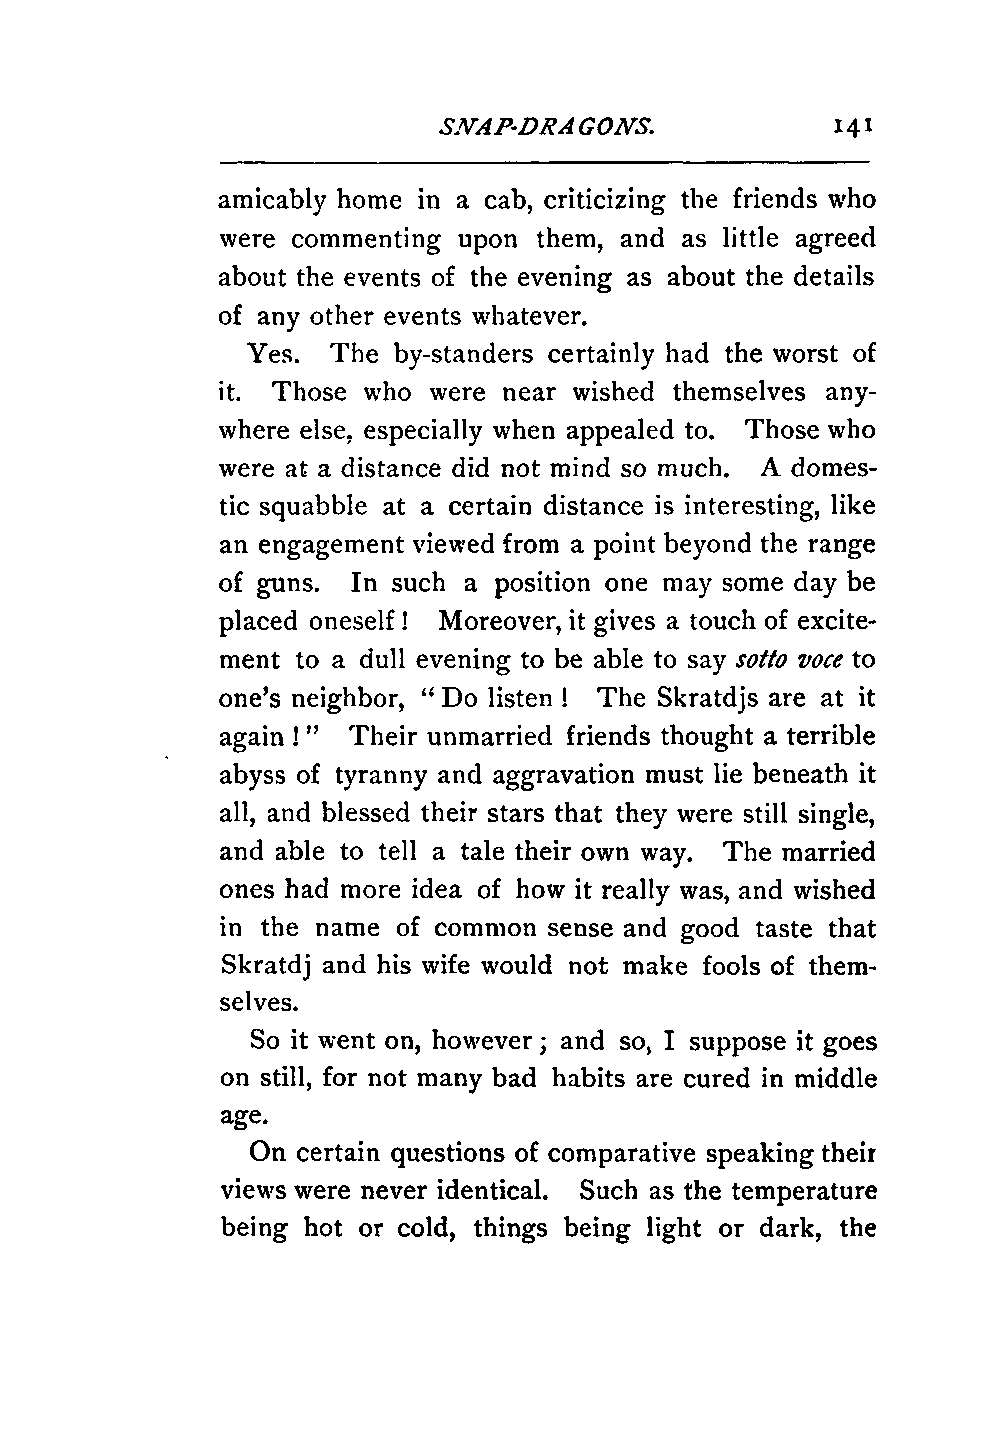 SNAP-DRAGONS. 141
amicably home in a cab, criticizing the friends who
were commenting upon them, and as little agreed
about the events of the evening as about the details
of any other events whatever.
Yes. The by-standers certainly had the worst of
it. Those who were near wished themselves any-
where else, especially when appealed to. Those who
were at a distance did not mind so much. A domes-
tic squabble at a certain distance is interesting, like
an engagement viewed from a point beyond the range
of guns. In such a position one may some day be
placed oneself! Moreover, it gives a touch of excite-
ment to a dull evening to be able to say sotto voce to
one's neighbor, "Do listen! The Skratdjs are at it
again!" Their unmarried friends thought a terrible
abyss of tyranny and aggravation must lie beneath it
all, and blessed their stars that they were still single,
and able to tell a tale their own way. The married
ones had more idea of how it really was, and wished
in the name of common sense and good taste that
Skratdj and his wife would not make fools of them-
selves.
So it went on, however; and so, I suppose it goes
on still, for not many bad habits are cured in middle
age.
On certain questions of comparative speaking their
views were never identical. Such as the temperature
being hot or cold, things being light or dark, the